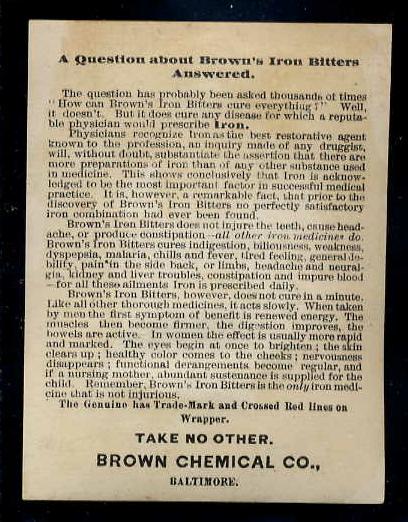 A Question about Brown's Iron Bitters
Answered.
The question has probably been asked thousands of times
"How can Brown's Iron Bitters cure everything?" Well,
it doesn't. But it does cure any disease for which a reputa-
ble physician would prescribe Iron.
Physicians recognize Iron as the best restorative agent
known to the profession, an inquiry made of any druggist,
will, without doubt, substantiate the assertion that there are
more preparations of iron than of any other substance used
in medicine. This shows conclusively that Iron is acknow-
ledged to be the most important factor in successful medical
practice. It is, however, a remarkable fact, that prior to the
discovery of Brown's Iron Bitters no perfectly satisfactory
iron combination had ever been found.
Brown's Iron Bitters does not injure the teeth, cause head-
ache, or produce constipation—all other iron medicines do.
Brown's Iron Bitters cures indigestion, biliousness, weakness,
dyspepsia, malaria, chills and fever, tired feeling, general de-
bility, pain in the side back, or limbs, headache and neural-
gia, kidney and liver troubles, constipation and impure blood
—for all these ailments Iron is prescribed daily.
Brown's Iron Bitters, however, does not cure in a minute.
Like all other thorough medicines, it acts slowly. When taken
by men the first symptom of benefit is renewed energy. The
muscles then become firmer, the digestion improves, the
bowels are active. In women the effect is usually more rapid
and marked. The eyes begin at once to brighten; the skin
clears up; healthy color comes to the cheeks; nervousness
disappears; functional derangements become regular, and
if a nursing mother, abundant sustenance is supplied for the
child. Remember, Brown's Iron Bitters is the only iron medi-
cine that is not injurious.
The Genuine has Trade-Mark and Crossed Red lines on
Wrapper.
TAKE NO OTHER.
BROWN CHEMICAL CO.,
BALTIMORE.